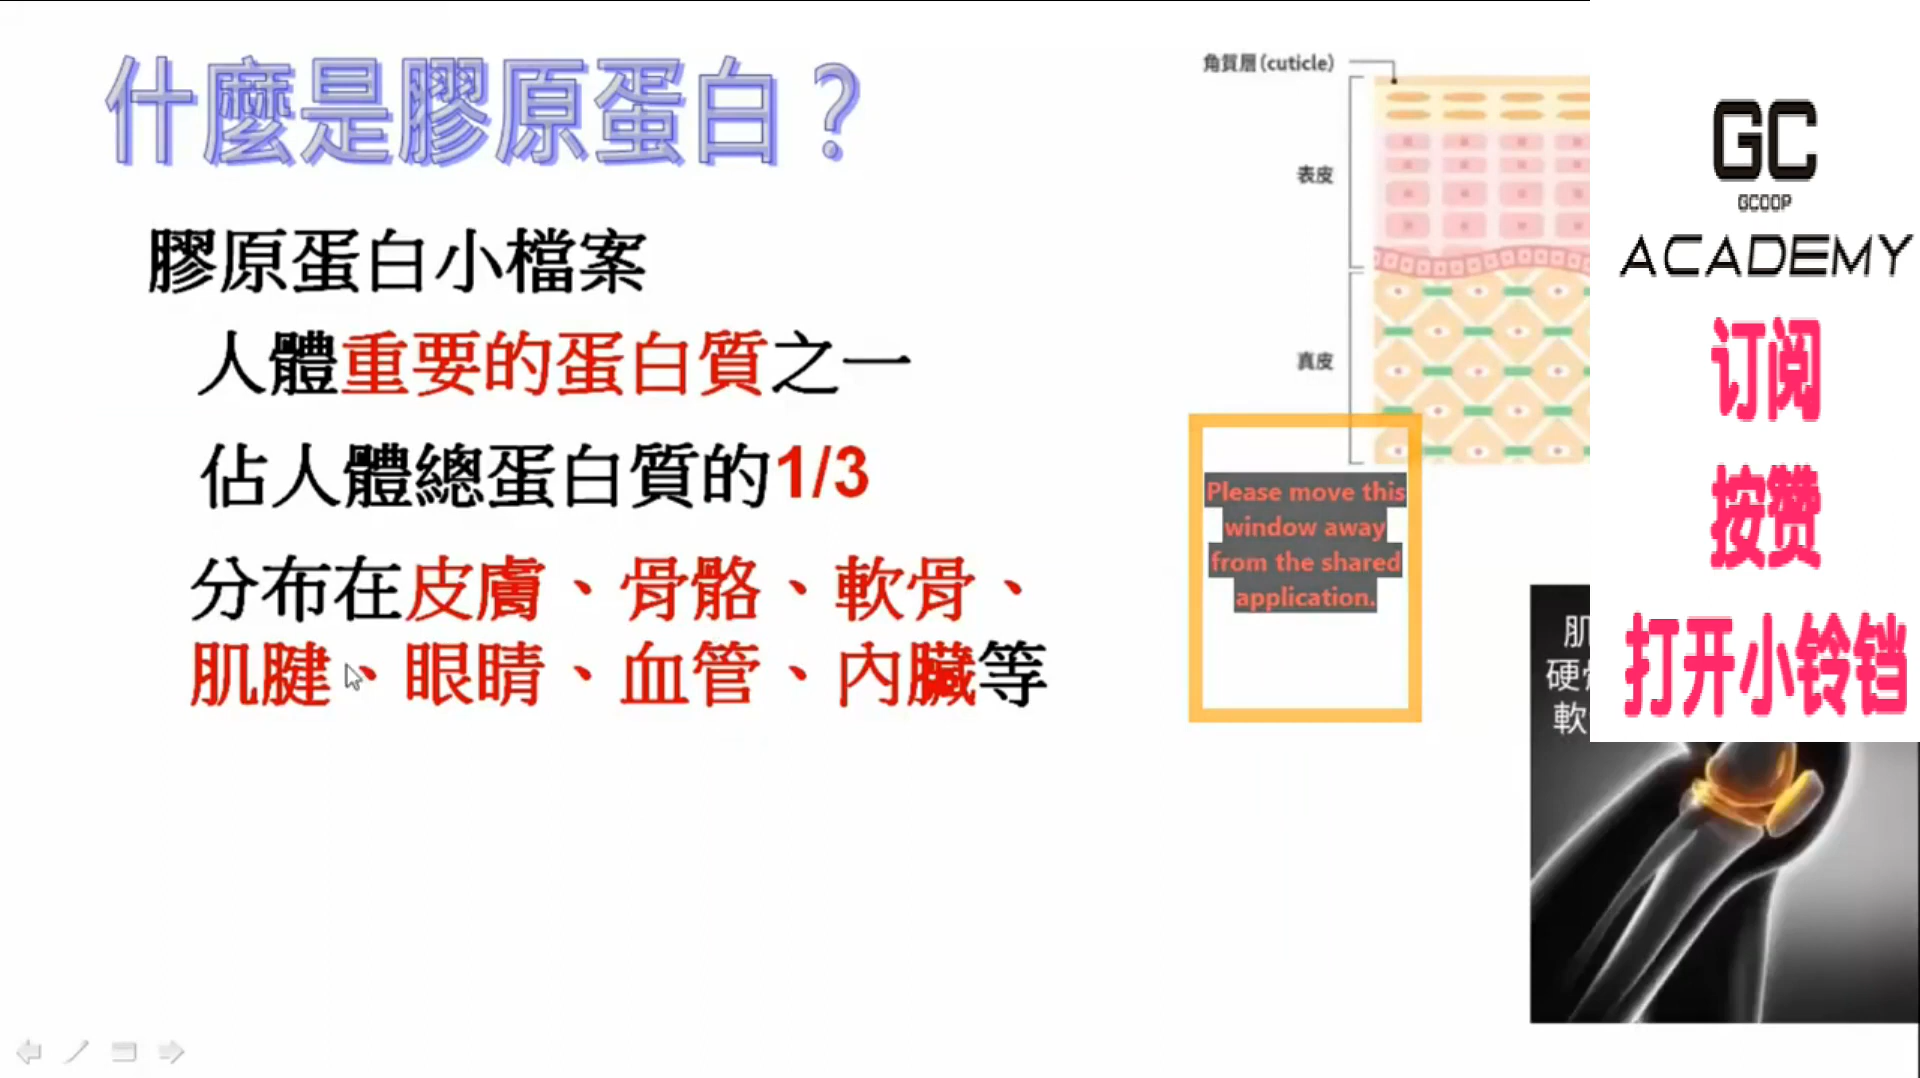 什麼是膠原蛋白？
膠原蛋白小檔案
人體重要的蛋白質之一
佔人體總蛋白質的1/3
分布在皮膚、骨骼、軟骨、
肌腱、眼睛、血管、內臟等
角質層(cuticle)
表皮
真皮
Please move this
window away
from the shared
application.
肌
硬
軟
GC
GCOOP
ACADEMY
订阅
按赞
打开小铃铛